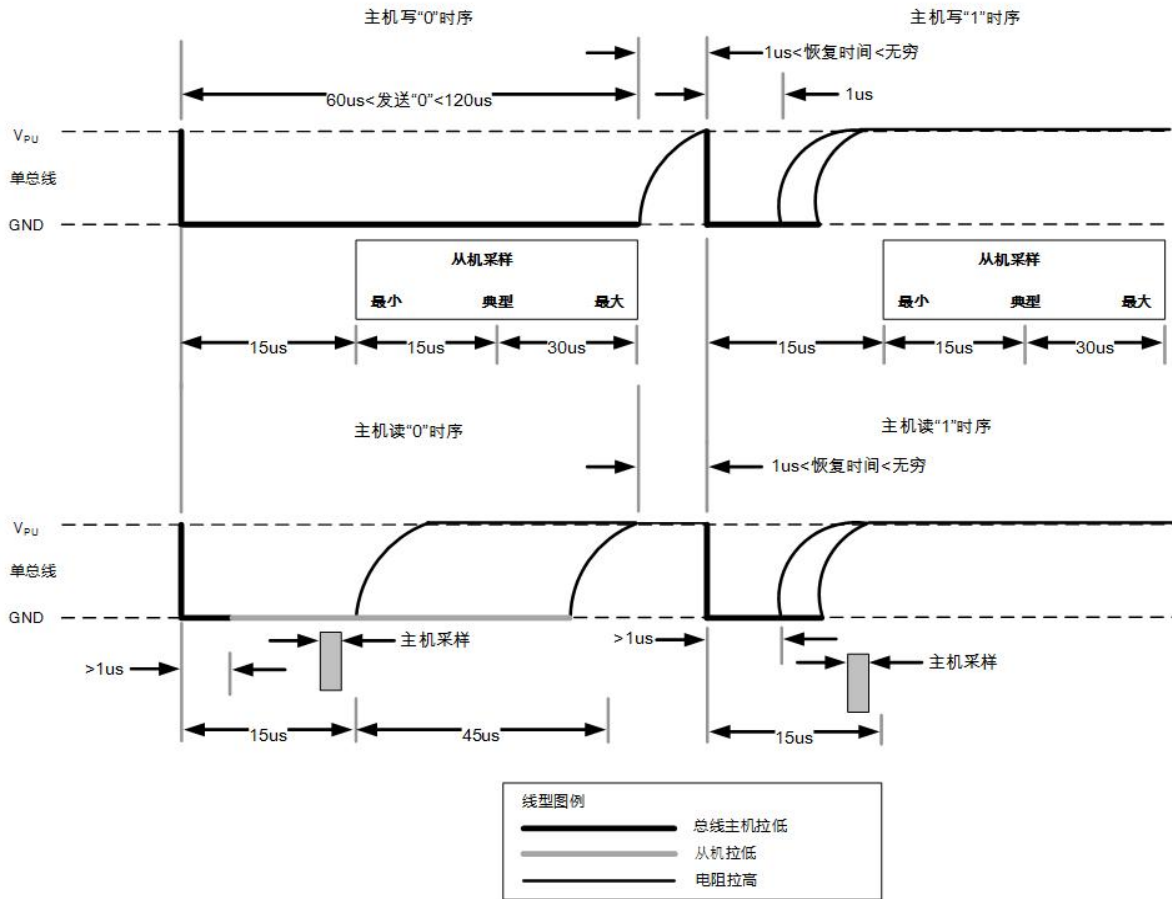 主机写“0”时序
主机写“1”时序
1us<恢复时间<无穷
60us<发送“0”<120us
1us
VPU
单总线
GND
从机采样
最小 典型 最大
从机采样
最小 典型 最大
15us
15us
30us
15us
15us
30us
主机读“0”时序
主机读“1”时序
1us<恢复时间<无穷
VPU
单总线
GND
>1us
主机采样
>1us
主机采样
15us
45us
15us
线型图例
总线主机拉低
从机拉低
电阻拉高